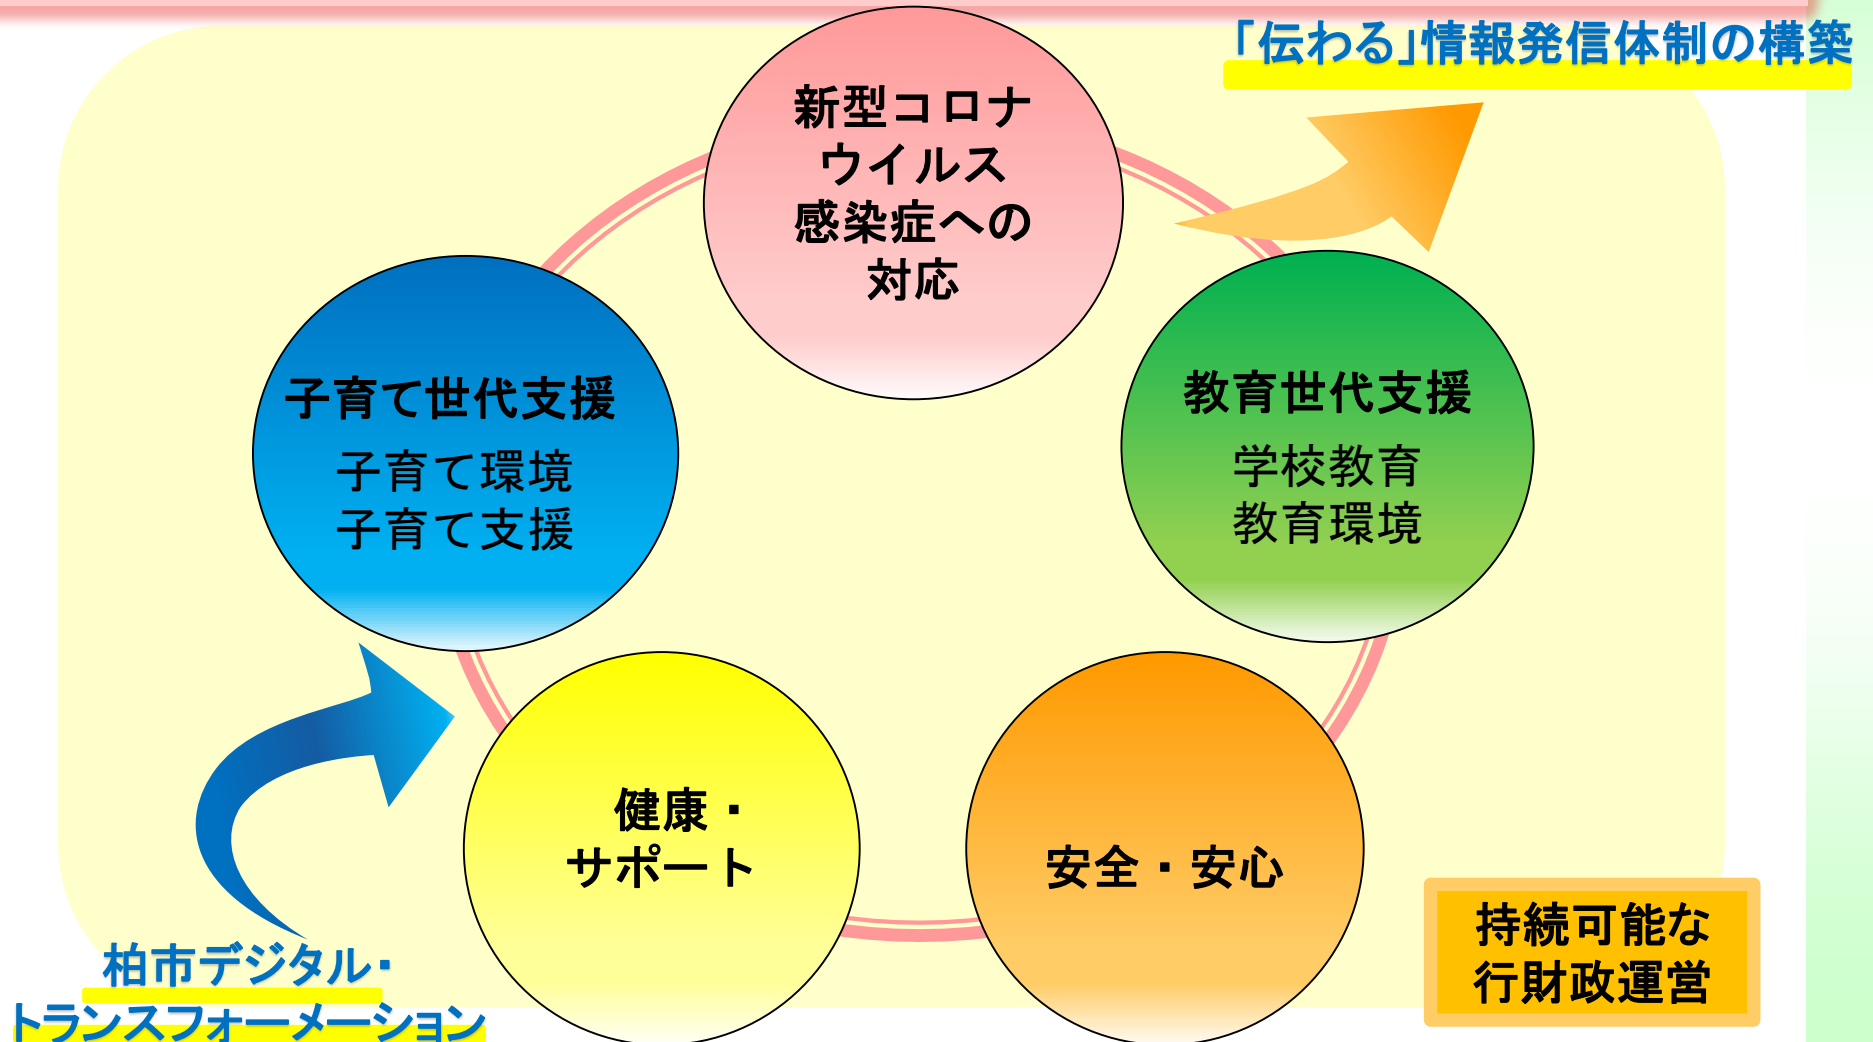 「伝わる」情報発信体制の構築
新型コロナ
ウイルス
感染症への
対応
子育て世代支援
子育て環境
子育て支援
教育世代支援
学校教育
教育環境
健康・
サポート
安全・安心
持続可能な
行財政運営
柏市デジタル・
トランスフォーメーション